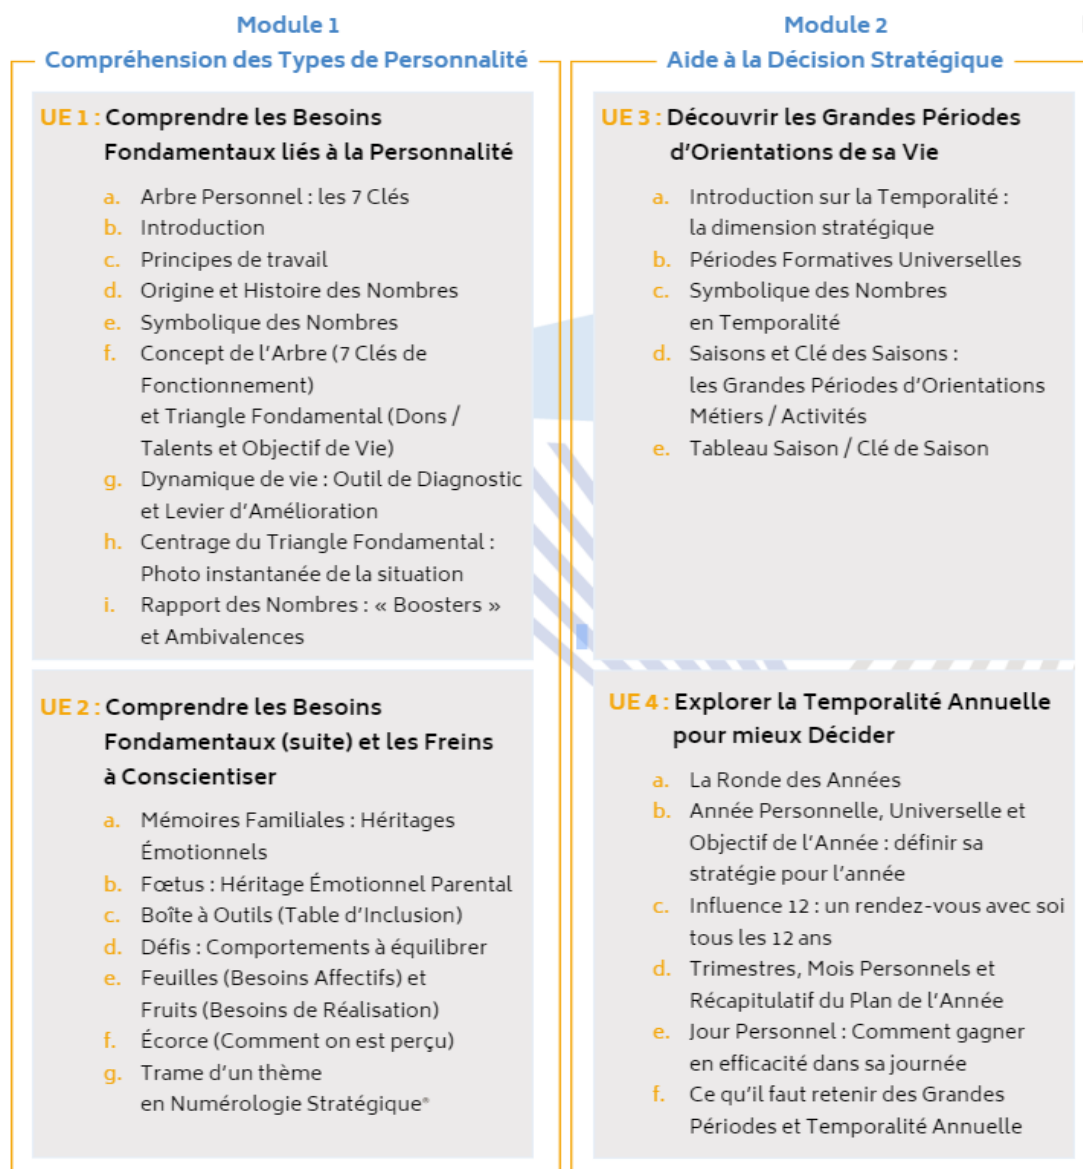 Module 1
Compréhension des Types de Personnalité
UE 1 : Comprendre les Besoins
Fondamentaux liés à la Personnalité
a. Arbre Personnel : les 7 Clés
b. Introduction
c. Principes de travail
d. Origine et Histoire des Nombres
e. Symbolique des Nombres
f. Concept de l'Arbre (7 Clés de
Fonctionnement)
et Triangle Fondamental (Dons /
Talents et Objectif de Vie)
g. Dynamique de vie : Outil de Diagnostic
et Levier d'Amélioration
h. Centrage du Triangle Fondamental :
Photo instantanée de la situation
i. Rapport des Nombres : « Boosters »
et Ambivalences
UE 2 : Comprendre les Besoins
Fondamentaux (suite) et les Freins
à Conscientiser
a. Mémoires Familiales : Héritages
Émotionnels
b. Fœtus : Héritage Émotionnel Parental
c. Boîte à Outils (Table d'Inclusion)
d. Défis : Comportements à équilibrer
e. Feuilles (Besoins Affectifs) et
Fruits (Besoins de Réalisation)
f. Écorce (Comment on est perçu)
g. Trame d'un thème
en Numérologie Stratégique®
Module 2
Aide à la Décision Stratégique
UE 3 : Découvrir les Grandes Périodes
d'Orientations de sa Vie
a. Introduction sur la Temporalité :
la dimension stratégique
b. Périodes Formatives Universelles
c. Symbolique des Nombres
en Temporalité
d. Saisons et Clé des Saisons :
les Grandes Périodes d'Orientations
Métiers / Activités
e. Tableau Saison / Clé de Saison
UE 4 : Explorer la Temporalité Annuelle
pour mieux Décider
a. La Ronde des Années
b. Année Personnelle, Universelle et
Objectif de l'Année : définir sa
stratégie pour l'année
c. Influence 12 : un rendez-vous avec soi
tous les 12 ans
d. Trimestres, Mois Personnels et
Récapitulatif du Plan de l'Année
e. Jour Personnel : Comment gagner
en efficacité dans sa journée
f. Ce qu'il faut retenir des Grandes
Périodes et Temporalité Annuelle